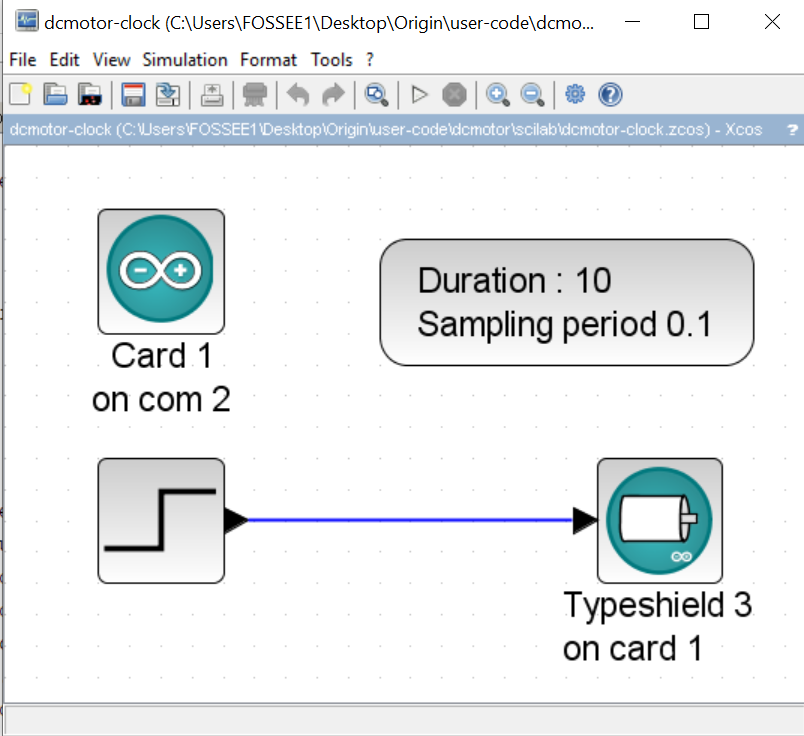 dcmotor-clock (C:\Users\FOSSEE1\Desktop\Origin\user-code\dcmo...
File Edit View Simulation Format Tools ?
dcmotor-clock (C:\Users\FOSSEE1\Desktop\Origin\user-code\dcmotor\scilab\dcmotor-clock.zcos) - Xcos ?
Duration : 10
Sampling period 0.1
Card 1
on com 2
Typeshield 3
on card 1